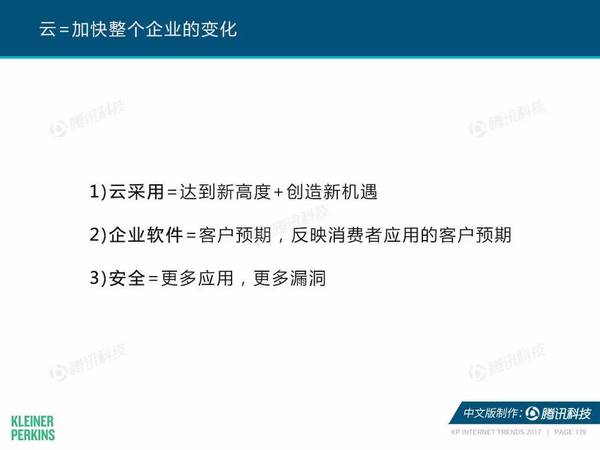 云=加快整个企业的变化
腾讯科技
腾讯科技
1)云采用=达到新高度+创造新机遇
腾讯科技
2)企业软件=客户预期，反映消费者应用的客户预期
3)安全=更多应用，更多漏洞
腾讯科技
腾讯科技
KLEINER
PERKINS
中文版制作：腾讯科技
KP INTERNET TRENDS 2017 | PAGE 179